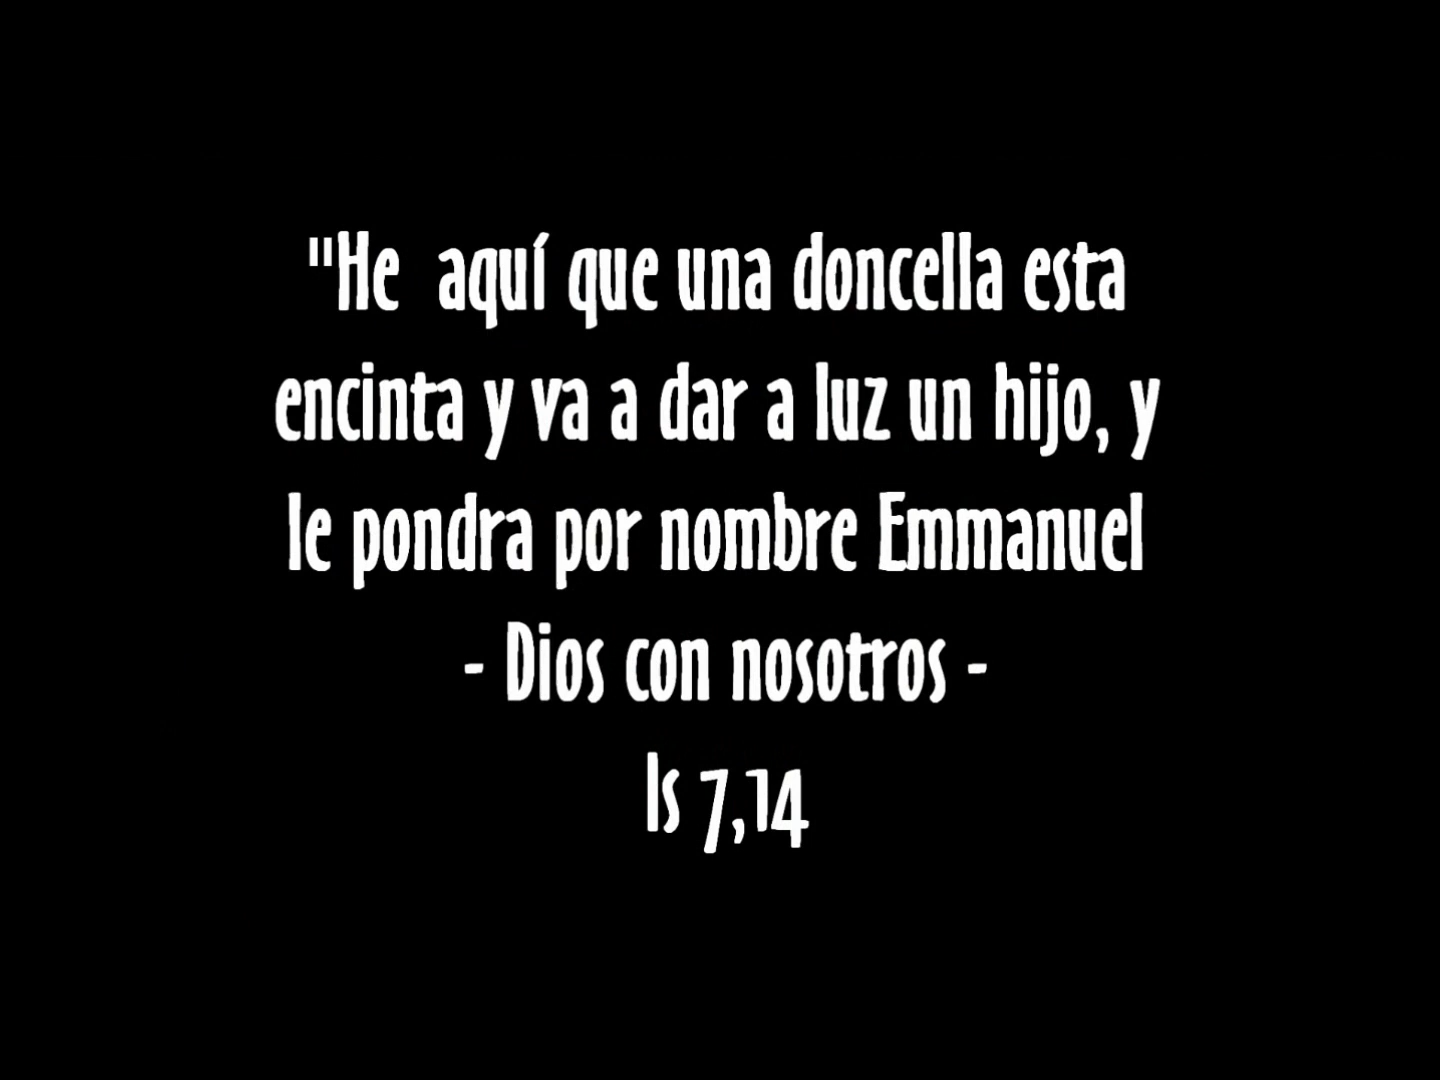 "He  aquí que una doncella esta
encinta y va a dar a luz un hijo, y
le pondra por nombre Emmanuel
- Dios con nosotros -
Is 7,14